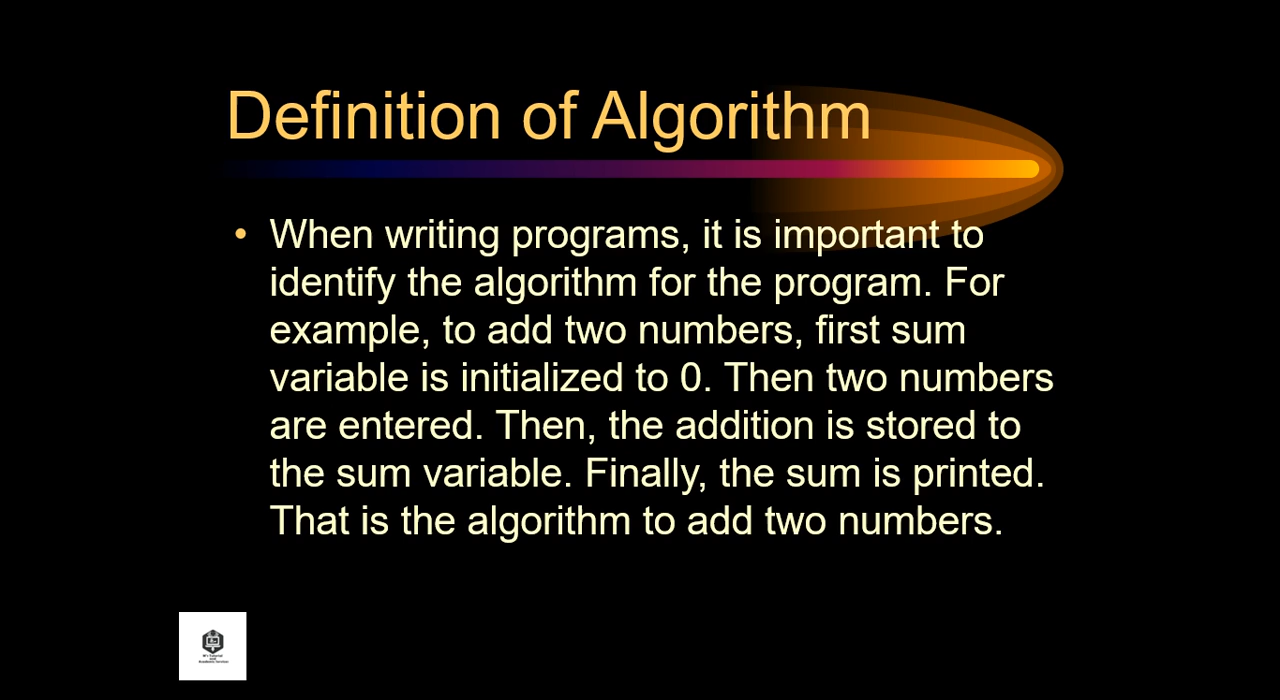 Definition of Algorithm
• When writing programs, it is important to
identify the algorithm for the program. For
example, to add two numbers, first sum
variable is initialized to 0. Then two numbers
are entered. Then, the addition is stored to
the sum variable. Finally, the sum is printed.
That is the algorithm to add two numbers.